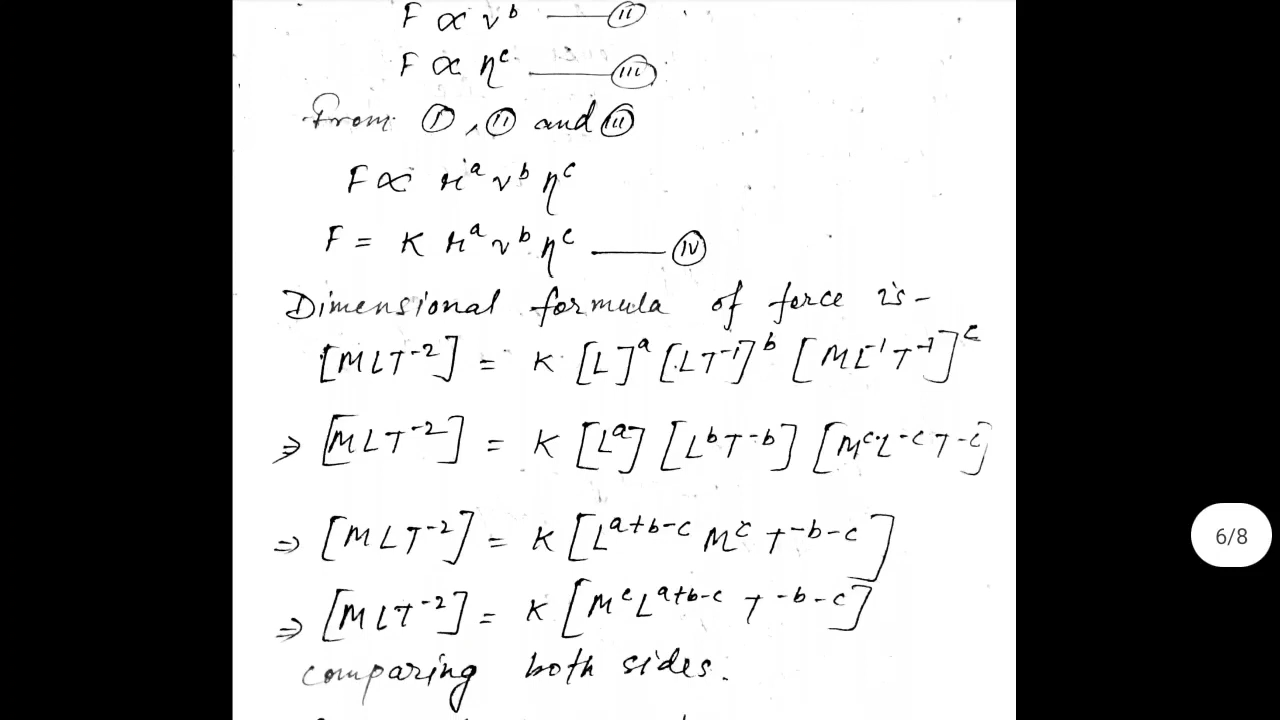 F ∝ v^b —— (ii)
F ∝ η^c —— (iii)
From (i), (ii) and (iii)
F ∝ r^a v^b η^c
F = K r^a v^b η^c —— (iv)
Dimensional formula of force is -
[MLT^-2] = K [L]^a [LT^-1]^b [ML^-1T^-1]^c
⇒ [MLT^-2] = K [L^a] [L^bT^-b] [M^c L^-c T^-c]
⇒ [MLT^-2] = K [L^a+b-c M^c T^-b-c]
⇒ [MLT^-2] = K [M^c L^a+b-c T^-b-c]
comparing both sides.
6/8